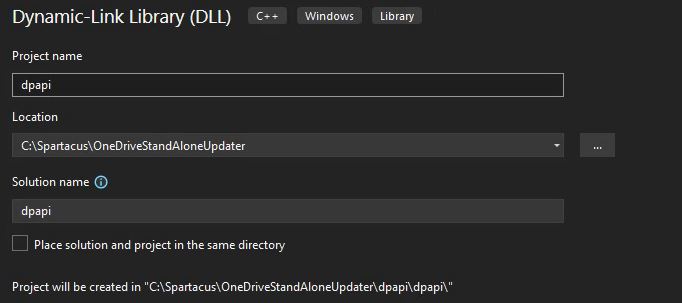 Dynamic-Link Library (DLL) C++ Windows Library
Project name
dpapi
Location
C:\Spartacus\OneDriveStandAloneUpdater
...
Solution name
dpapi
Place solution and project in the same directory
Project will be created in "C:\Spartacus\OneDriveStandAloneUpdater\dpapi\dpapi\"